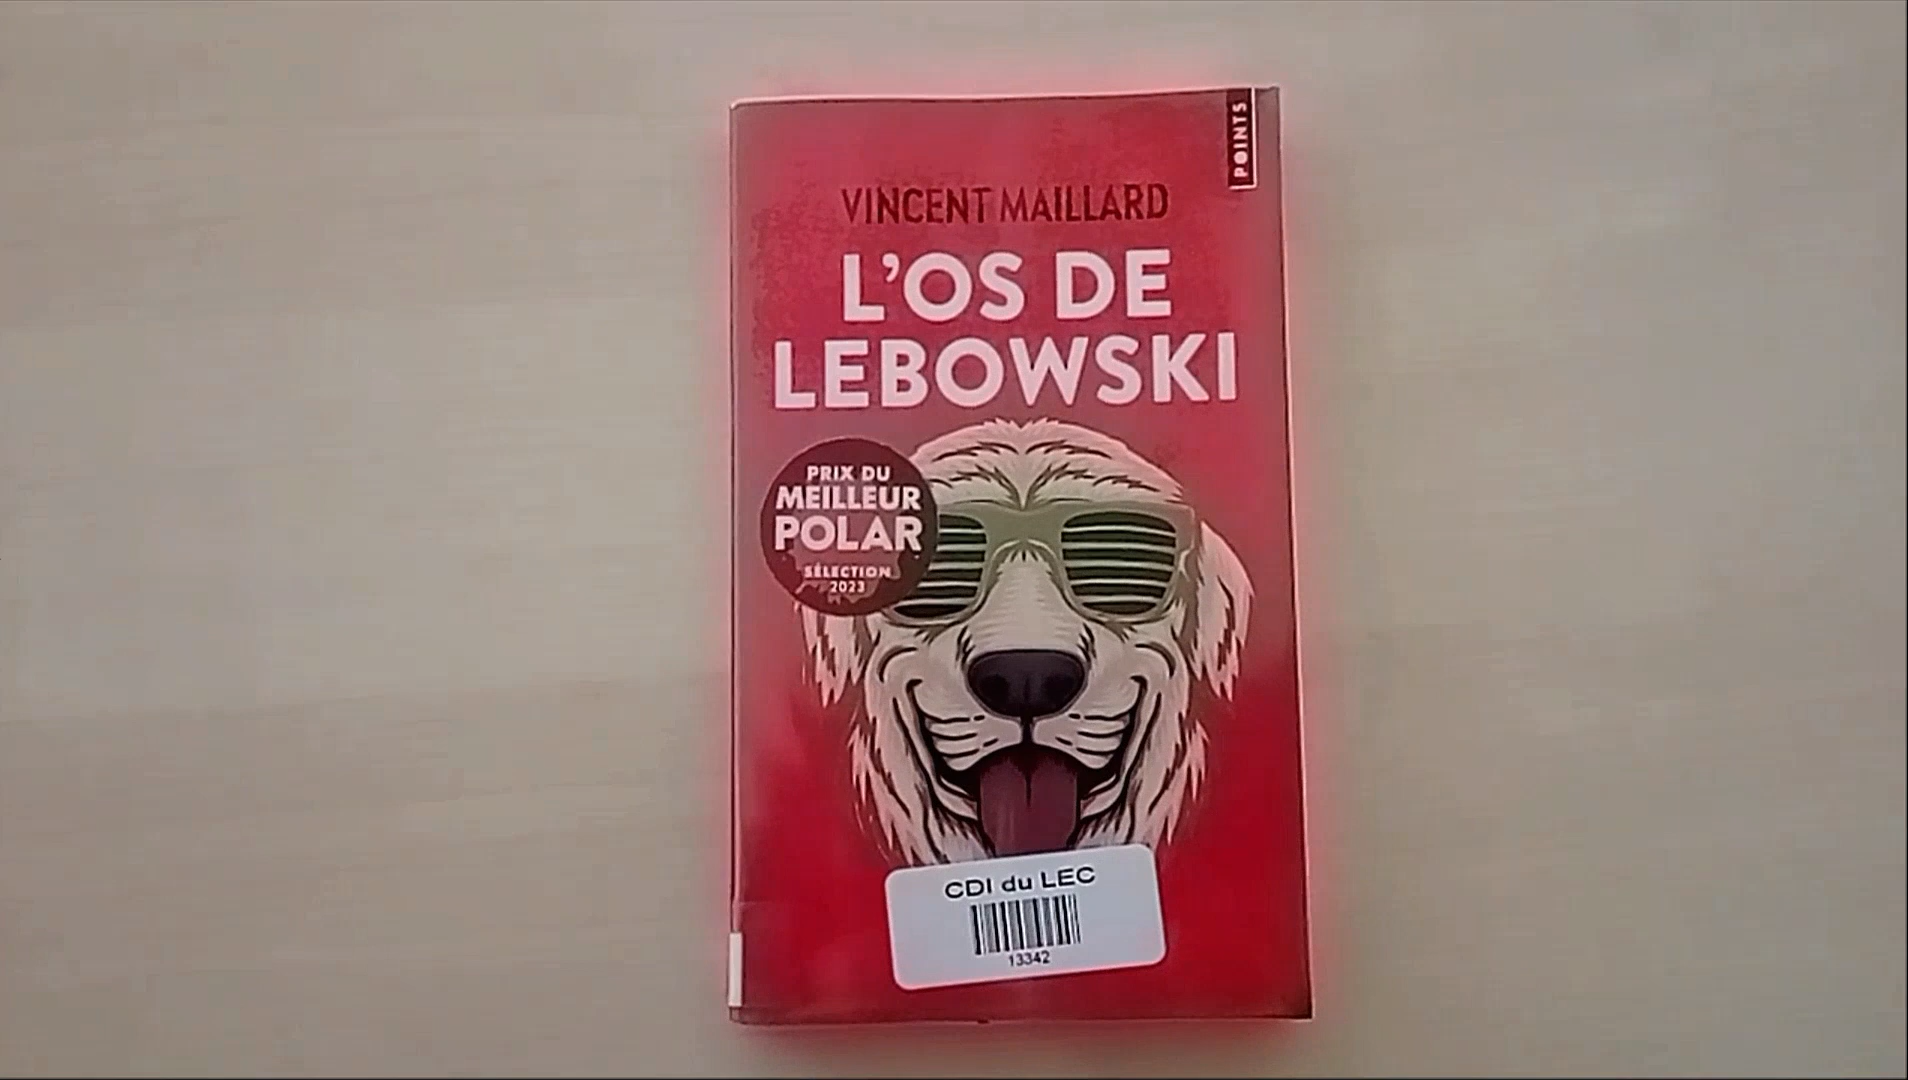 POINTS
VINCENT MAILLARD
L'OS DE
LEBOWSKI
PRIX DU
MEILLEUR
POLAR
SÉLECTION
2023
CDI du LEC
13342